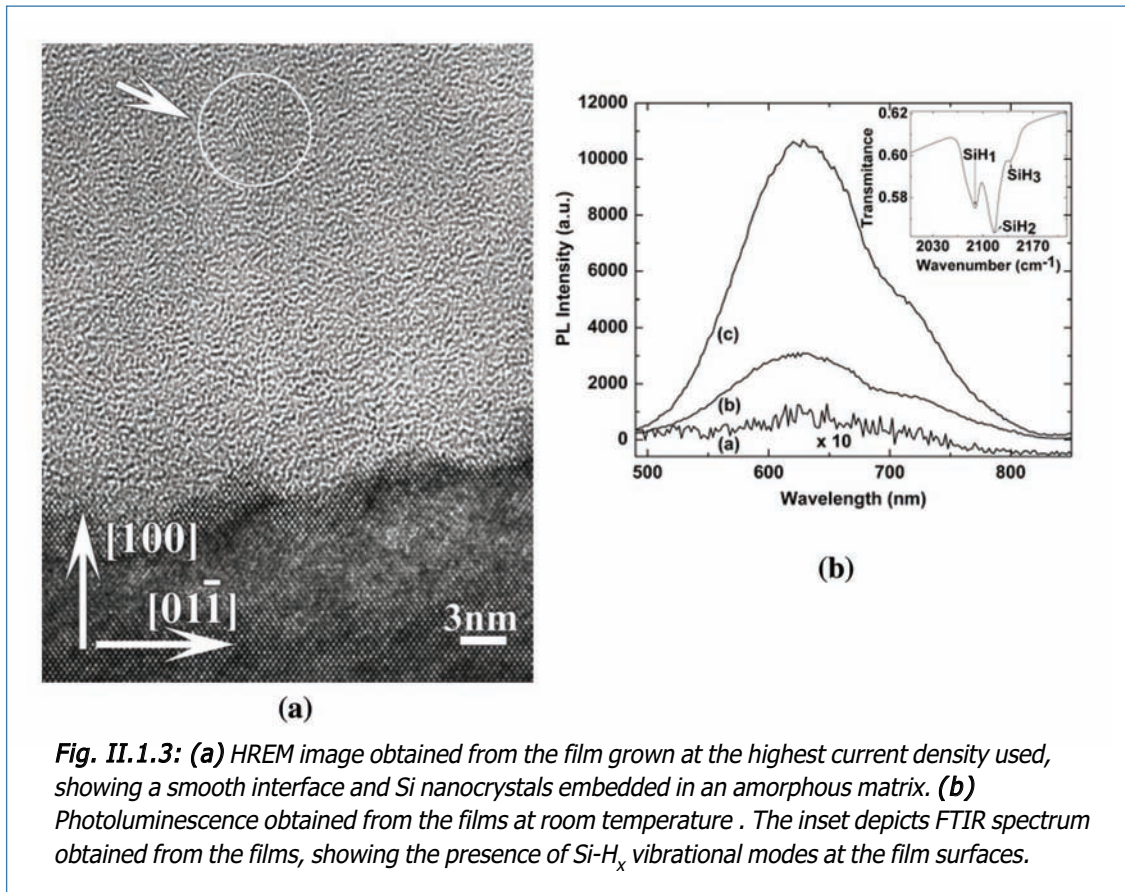 [100]
[01̅1̅]
3nm
(a)
12000
10000
8000
6000
4000
2000
0
PL Intensity (a.u.)
500
600
700
800
Wavelength (nm)
(c)
(b)
(a)
x 10
0.62
0.60
0.58
Transmitance
SiH1
SiH3
SiH2
2030
2100
2170
Wavenumber (cm-1)
(b)
Fig. II.1.3: (a) HREM image obtained from the film grown at the highest current density used,
showing a smooth interface and Si nanocrystals embedded in an amorphous matrix. (b)
Photoluminescence obtained from the films at room temperature . The inset depicts FTIR spectrum
obtained from the films, showing the presence of Si-Hx vibrational modes at the film surfaces.